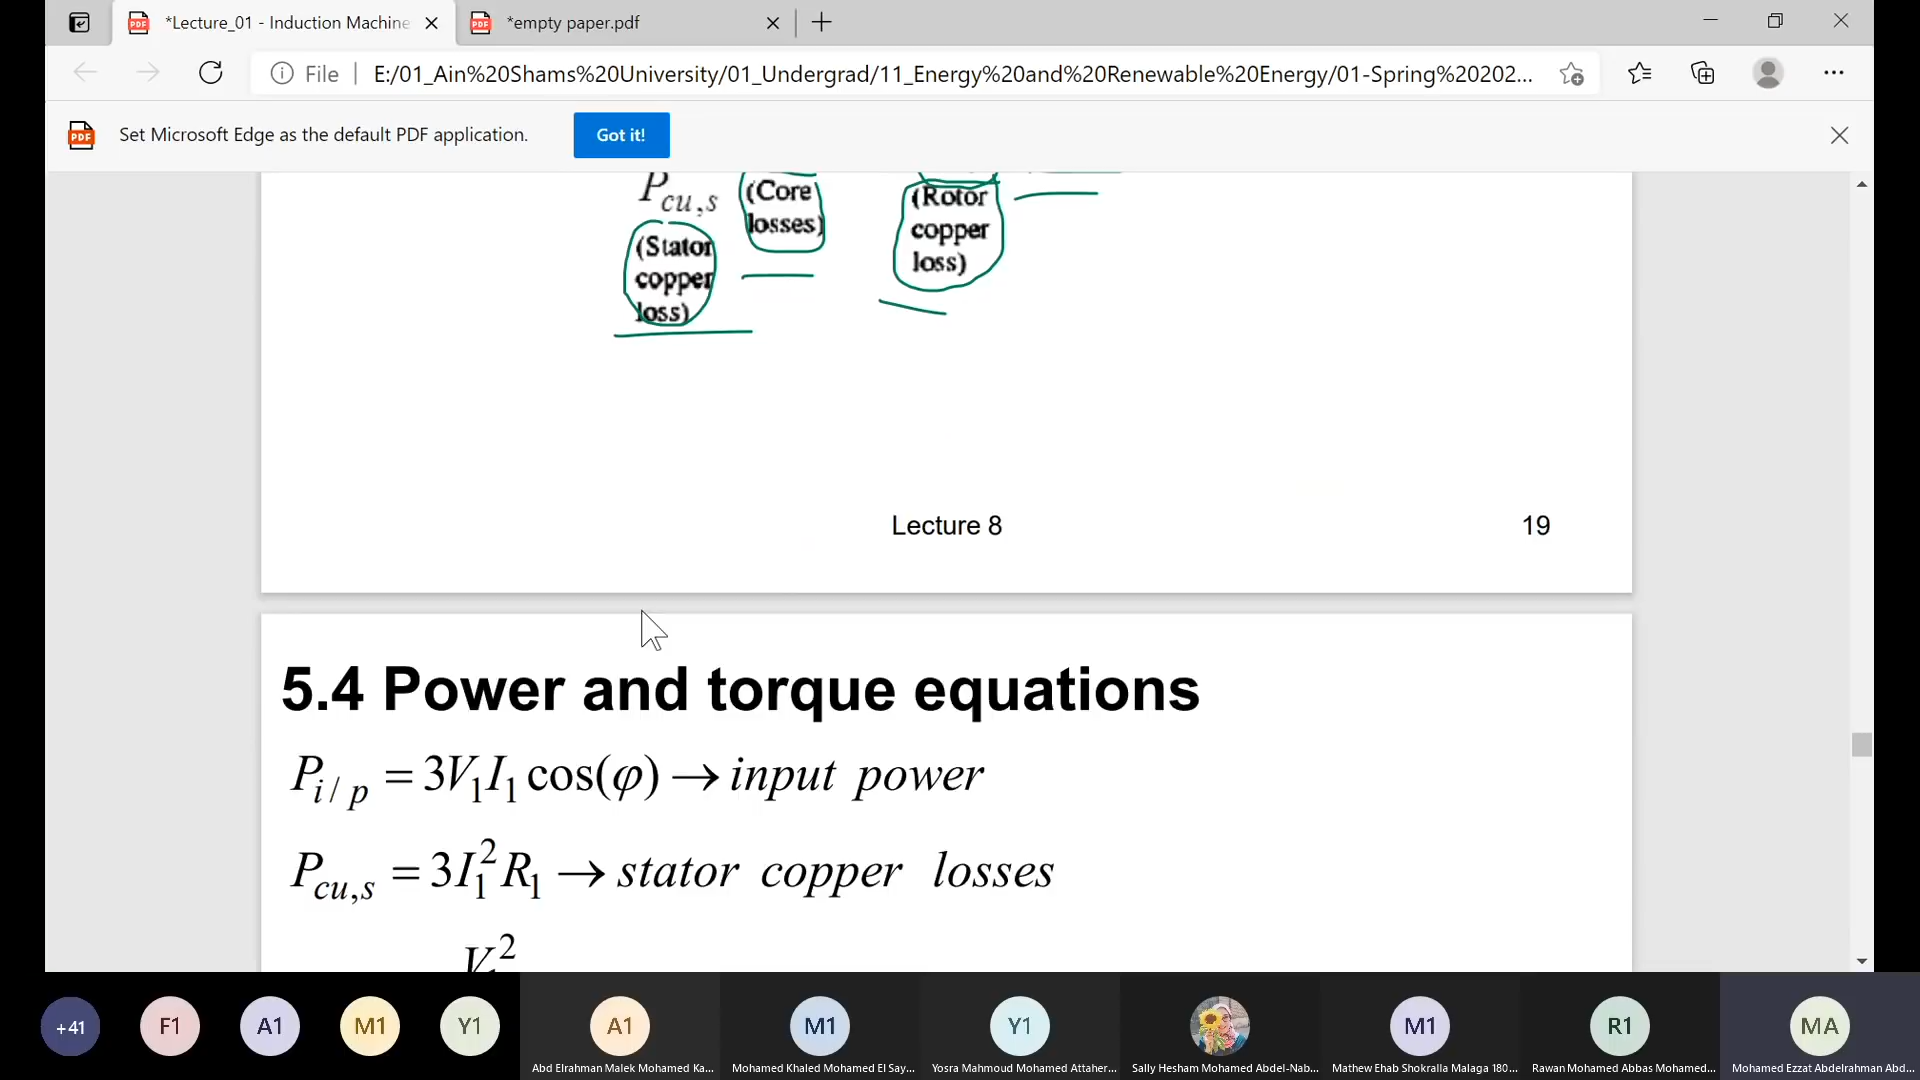 *Lecture_01 - Induction Machine
*empty paper.pdf
File
E:/01_Ain%20Shams%20University/01_Undergrad/11_Energy%20and%20Renewable%20Energy/01-Spring%20202...
Set Microsoft Edge as the default PDF application.
Got it!
P_cu,s
(Core
losses)
(Rotor
copper
loss)
(Stator
copper
loss)
Lecture 8
19
5.4 Power and torque equations
P_i/p = 3V₁I₁ cos(φ) → input power
P_cu,s = 3I₁²R₁ → stator copper losses
V²
+41
F1
A1
M1
Y1
A1
M1
Y1
M1
R1
MA
Abd Elrahman Malek Mohamed Ka...
Mohamed Khaled Mohamed El Say...
Yosra Mahmoud Mohamed Attaher...
Sally Hesham Mohamed Abdel-Nab...
Mathew Ehab Shokralla Malaga 180...
Rawan Mohamed Abbas Mohamed...
Mohamed Ezzat Abdelrahman Abd...